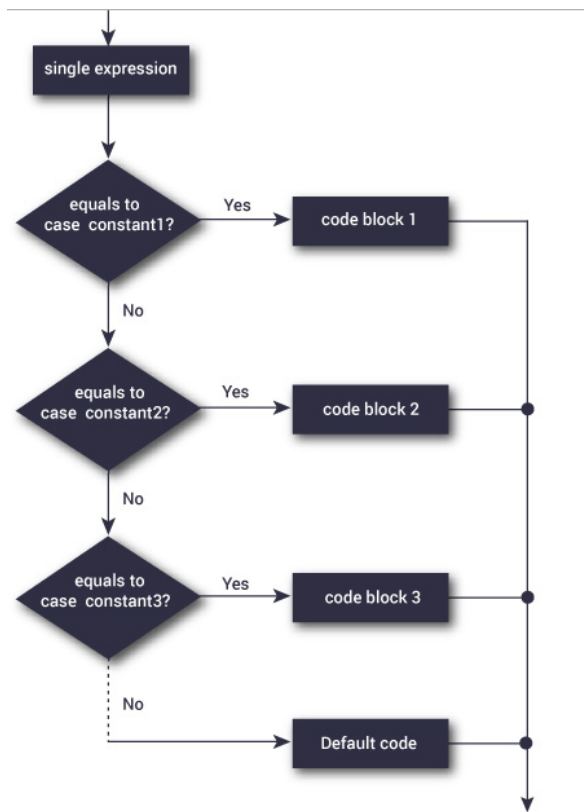 single expression
equals to
case constant1?
Yes
code block 1
No
equals to
case constant2?
Yes
code block 2
No
equals to
case constant3?
Yes
code block 3
No
Default code